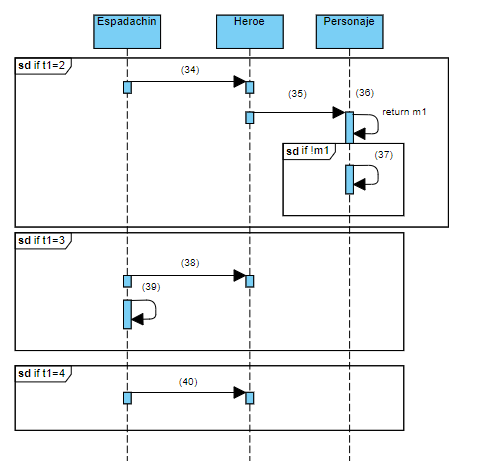 Espadachin Heroe Personaje
sd if t1=2
(34)
(35) (36)
return m1
sd if !m1 (37)
sd if t1=3
(38)
(39)
sd if t1=4
(40)